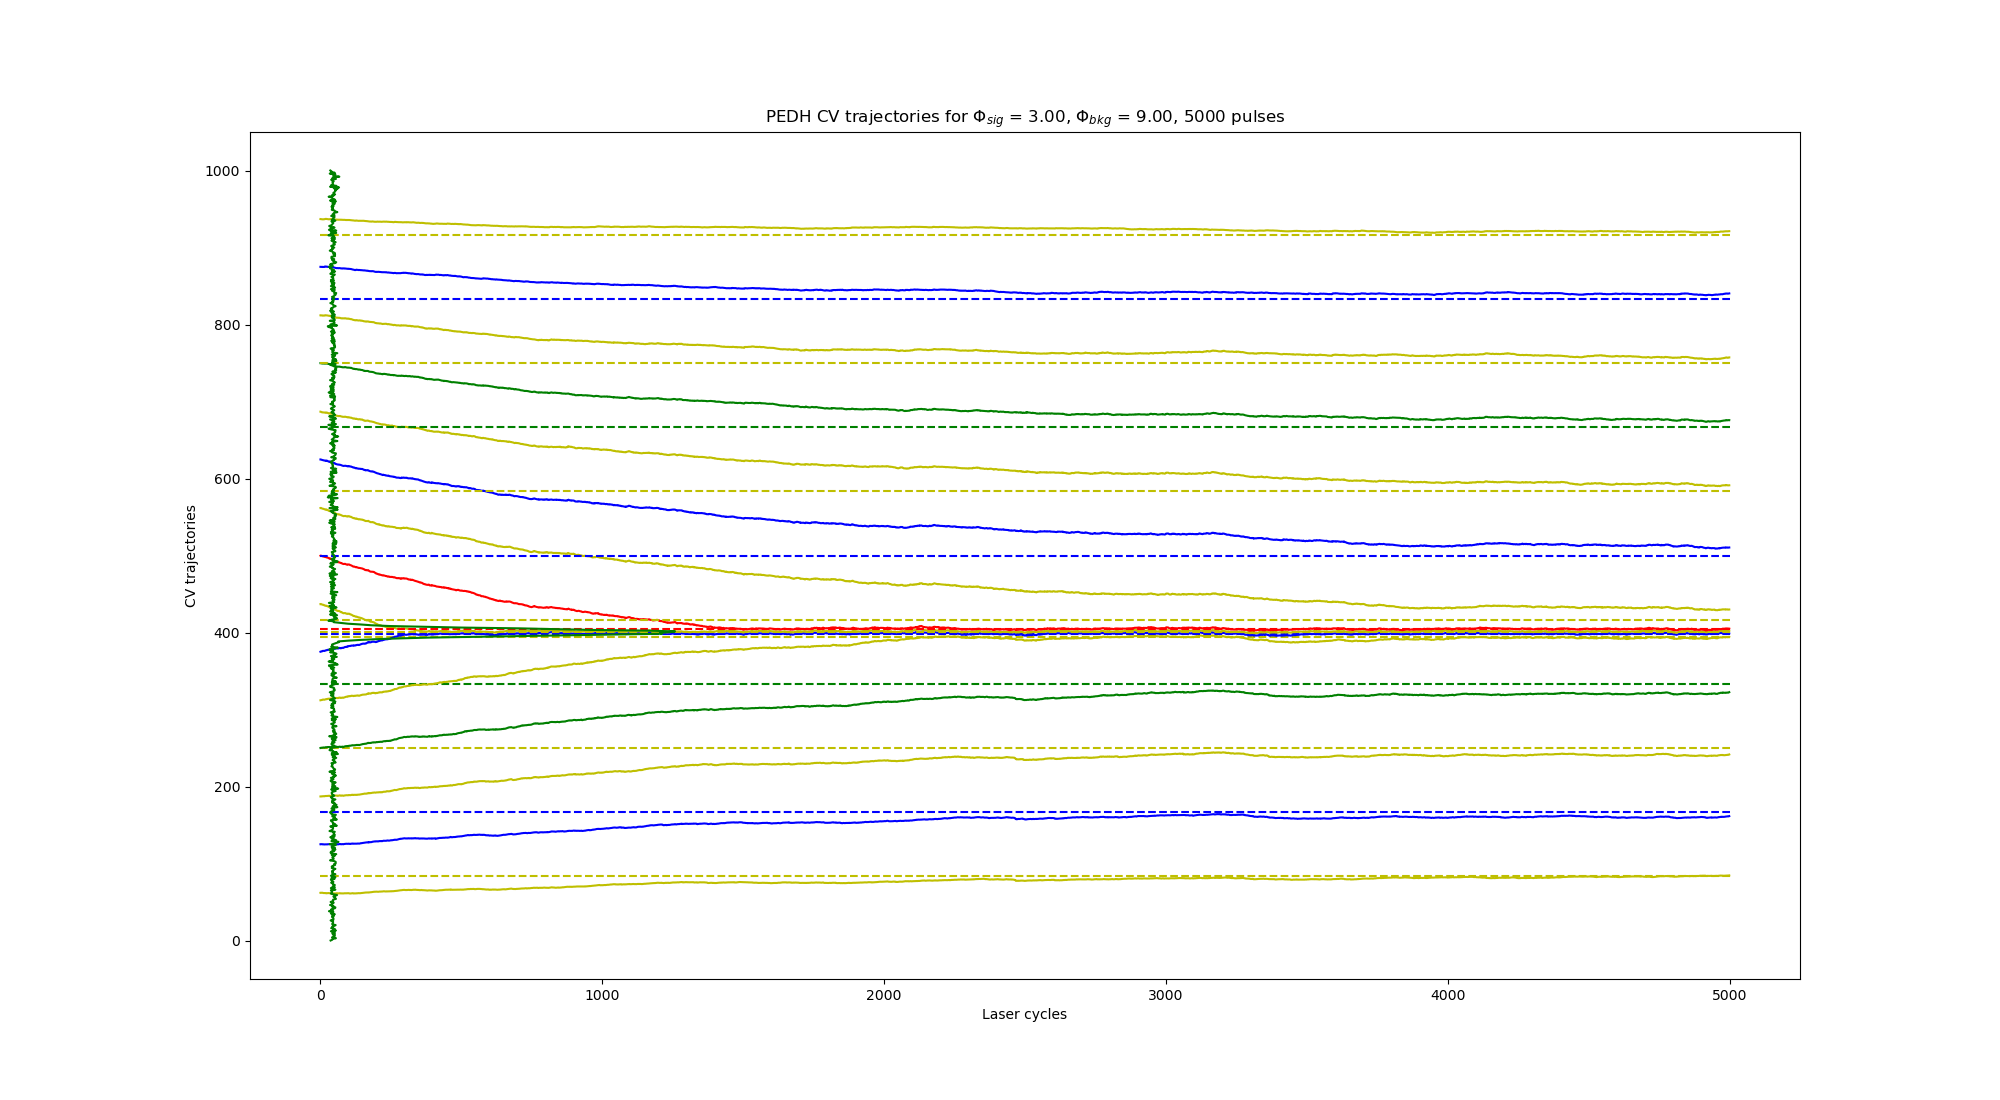 PEDH CV trajectories for Φsig = 3.00, Φbkg = 9.00, 5000 pulses
1000
800
600
400
200
0
CV trajectories
0 1000 2000 3000 4000 5000
Laser cycles